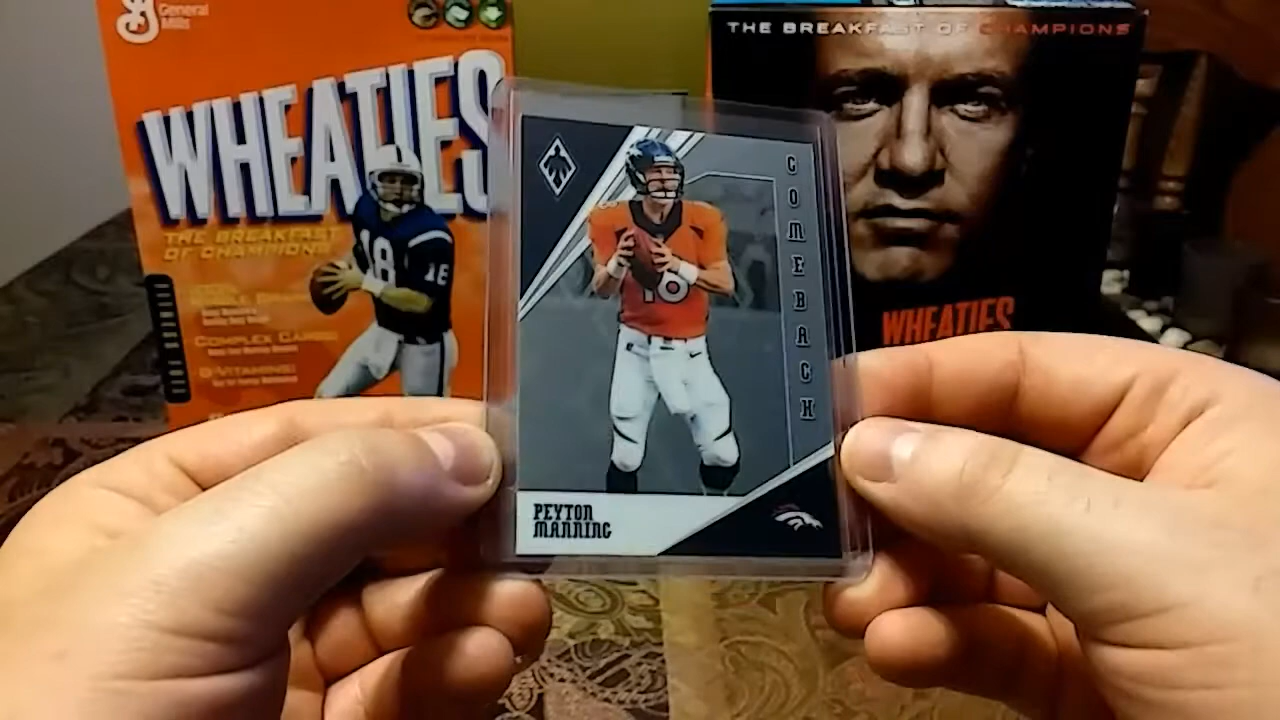 General
Mills
WHEATIES
THE BREAKFAST
OF CHAMPIONS
COMPLEX CARBS
B-VITAMINS
18
THE BREAKFAST OF CHAMPIONS
WHEATIES
COMEBACK
18
PEYTON
MANNING